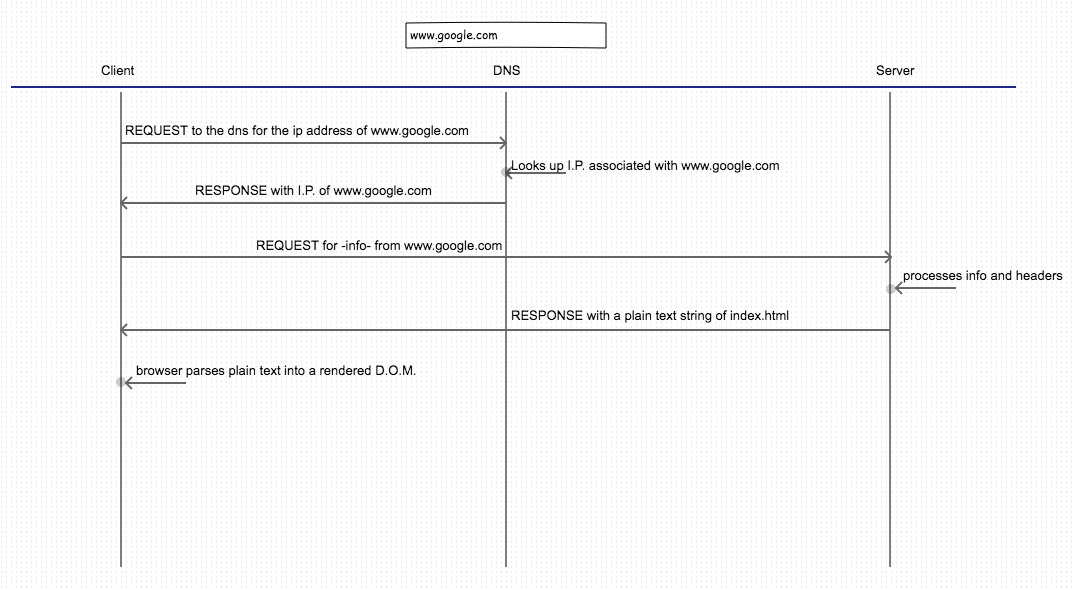 www.google.com
Client
DNS
Server
REQUEST to the dns for the ip address of www.google.com
Looks up I.P. associated with www.google.com
RESPONSE with I.P. of www.google.com
REQUEST for -info- from www.google.com
processes info and headers
RESPONSE with a plain text string of index.html
browser parses plain text into a rendered D.O.M.